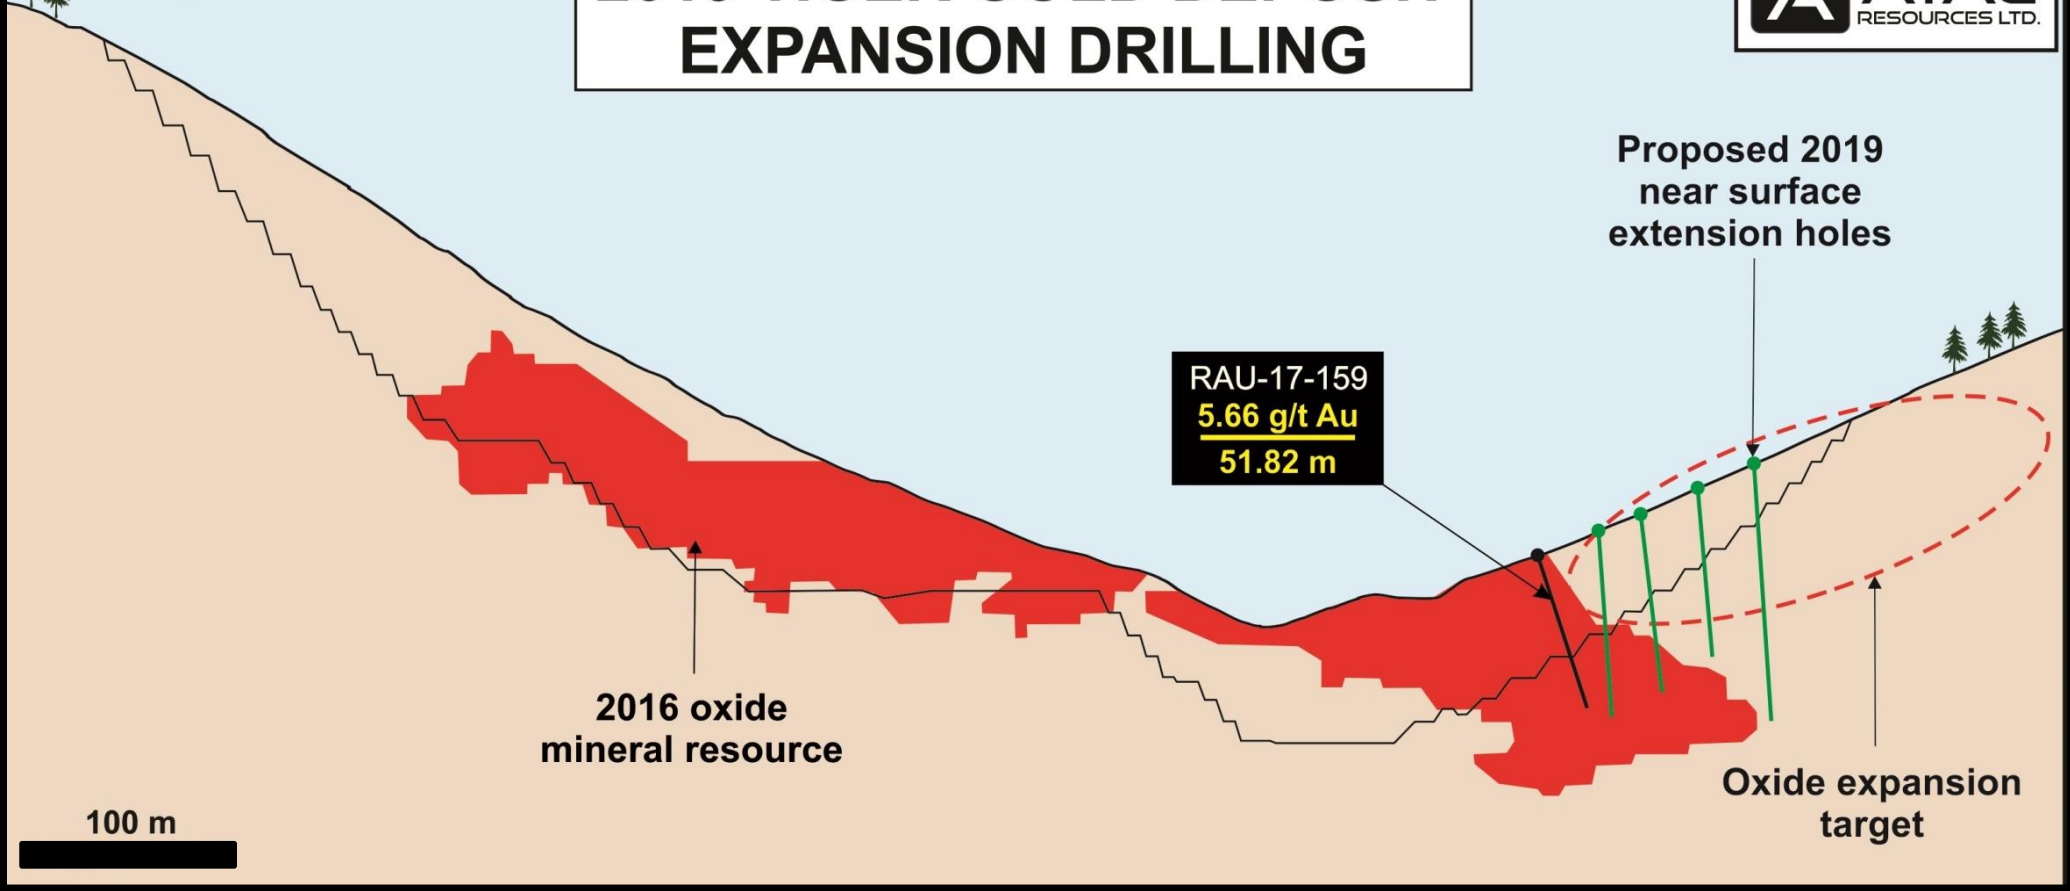 EXPANSION DRILLING
RESOURCES LTD.
Proposed 2019
near surface
extension holes
RAU-17-159
5.66 g/t Au
51.82 m
2016 oxide
mineral resource
Oxide expansion
target
100 m